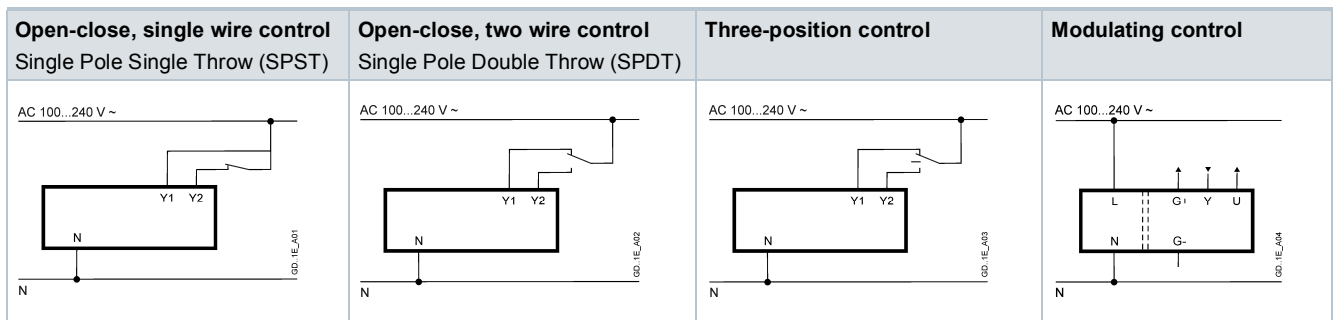 Open-close, single wire control
Single Pole Single Throw (SPST)
Open-close, two wire control
Single Pole Double Throw (SPDT)
Three-position control
Modulating control
AC 100...240 V ~
Y1 Y2
N
N
GD..1E_A01
AC 100...240 V ~
Y1 Y2
N
N
GD..1E_A02
AC 100...240 V ~
Y1 Y2
N
N
GD..1E_A03
AC 100...240 V ~
L G+ Y U
N G-
N
GD..1E_A04